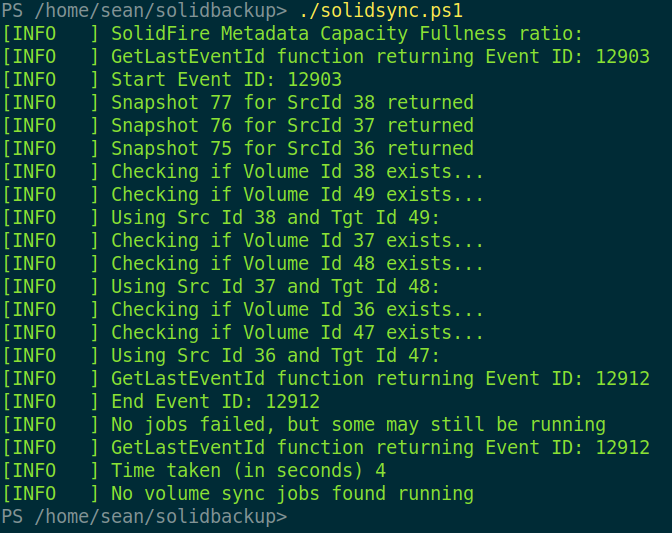 PS /home/sean/solidbackup> ./solidsync.ps1
[INFO   ] SolidFire Metadata Capacity Fullness ratio:
[INFO   ] GetLastEventId function returning Event ID: 12903
[INFO   ] Start Event ID: 12903
[INFO   ] Snapshot 77 for SrcId 38 returned
[INFO   ] Snapshot 76 for SrcId 37 returned
[INFO   ] Snapshot 75 for SrcId 36 returned
[INFO   ] Checking if Volume Id 38 exists...
[INFO   ] Checking if Volume Id 49 exists...
[INFO   ] Using Src Id 38 and Tgt Id 49:
[INFO   ] Checking if Volume Id 37 exists...
[INFO   ] Checking if Volume Id 48 exists...
[INFO   ] Using Src Id 37 and Tgt Id 48:
[INFO   ] Checking if Volume Id 36 exists...
[INFO   ] Checking if Volume Id 47 exists...
[INFO   ] Using Src Id 36 and Tgt Id 47:
[INFO   ] GetLastEventId function returning Event ID: 12912
[INFO   ] End Event ID: 12912
[INFO   ] No jobs failed, but some may still be running
[INFO   ] GetLastEventId function returning Event ID: 12912
[INFO   ] Time taken (in seconds) 4
[INFO   ] No volume sync jobs found running
PS /home/sean/solidbackup>